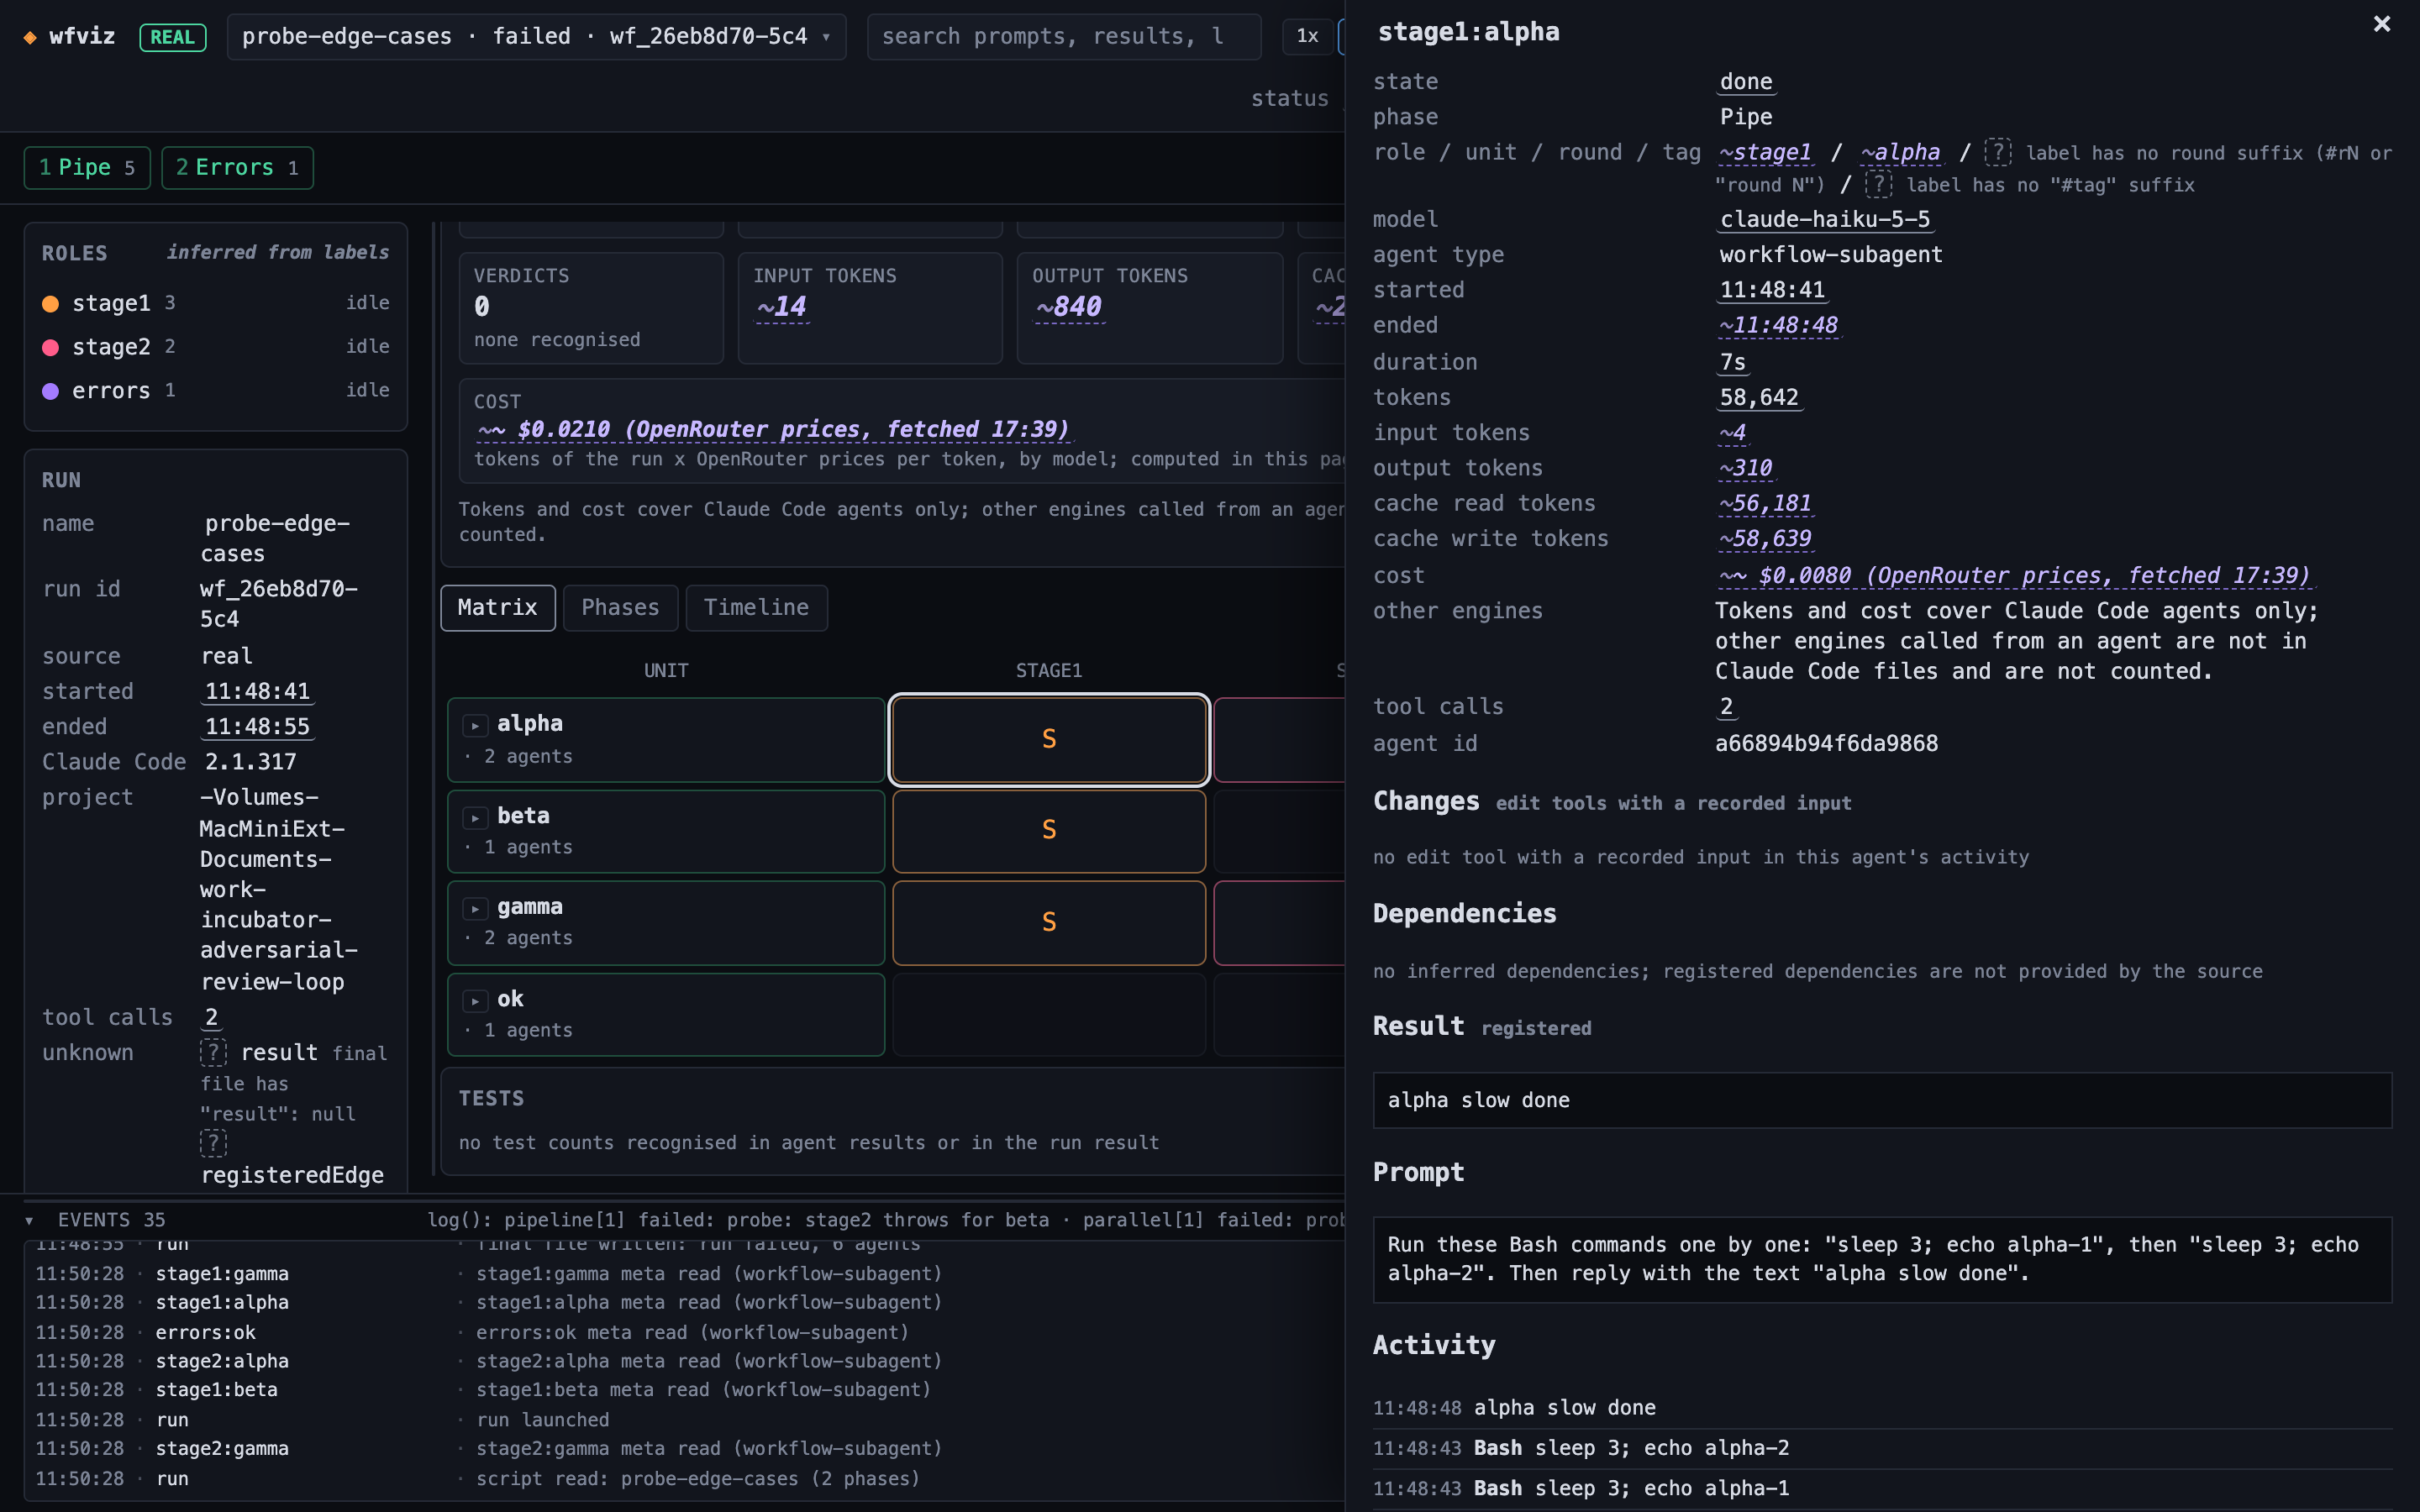 wfviz REAL probe-edge-cases · failed · wf_26eb8d70-5c4 ▾ search prompts, results, l 1x
status
1 Pipe 5 2 Errors 1
ROLES inferred from labels
stage1 3 idle
stage2 2 idle
errors 1 idle
RUN
name probe-edge-
cases
run id wf_26eb8d70-
5c4
source real
started 11:48:41
ended 11:48:55
Claude Code 2.1.317
project -Volumes-
MacMiniExt-
Documents-
work-
incubator-
adversarial-
review-loop
tool calls 2
unknown ? result final
file has
"result": null
?
registeredEdge
VERDICTS
0
none recognised
INPUT TOKENS
~14
OUTPUT TOKENS
~840
CAC
~2
COST
~~ $0.0210 (OpenRouter prices, fetched 17:39)
tokens of the run x OpenRouter prices per token, by model; computed in this pa
Tokens and cost cover Claude Code agents only; other engines called from an agen
counted.
Matrix Phases Timeline
UNIT STAGE1 S
▸ alpha
· 2 agents
S
▸ beta
· 1 agents
S
▸ gamma
· 2 agents
S
▸ ok
· 1 agents
TESTS
no test counts recognised in agent results or in the run result
▾ EVENTS 35 log(): pipeline[1] failed: probe: stage2 throws for beta · parallel[1] failed: prob
11:48:55 · run · final file written: run failed, 6 agents
11:50:28 · stage1:gamma · stage1:gamma meta read (workflow-subagent)
11:50:28 · stage1:alpha · stage1:alpha meta read (workflow-subagent)
11:50:28 · errors:ok · errors:ok meta read (workflow-subagent)
11:50:28 · stage2:alpha · stage2:alpha meta read (workflow-subagent)
11:50:28 · stage1:beta · stage1:beta meta read (workflow-subagent)
11:50:28 · run · run launched
11:50:28 · stage2:gamma · stage2:gamma meta read (workflow-subagent)
11:50:28 · run · script read: probe-edge-cases (2 phases)
stage1:alpha ×
state done
phase Pipe
role / unit / round / tag ~stage1 / ~alpha / ? label has no round suffix (#rN or
"round N") / ? label has no "#tag" suffix
model claude-haiku-5-5
agent type workflow-subagent
started 11:48:41
ended ~11:48:48
duration 7s
tokens 58,642
input tokens ~4
output tokens ~310
cache read tokens ~56,181
cache write tokens ~58,639
cost ~~ $0.0080 (OpenRouter prices, fetched 17:39)
other engines Tokens and cost cover Claude Code agents only;
other engines called from an agent are not in
Claude Code files and are not counted.
tool calls 2
agent id a66894b94f6da9868
Changes edit tools with a recorded input
no edit tool with a recorded input in this agent's activity
Dependencies
no inferred dependencies; registered dependencies are not provided by the source
Result registered
alpha slow done
Prompt
Run these Bash commands one by one: "sleep 3; echo alpha-1", then "sleep 3; echo
alpha-2". Then reply with the text "alpha slow done".
Activity
11:48:48 alpha slow done
11:48:43 Bash sleep 3; echo alpha-2
11:48:43 Bash sleep 3; echo alpha-1